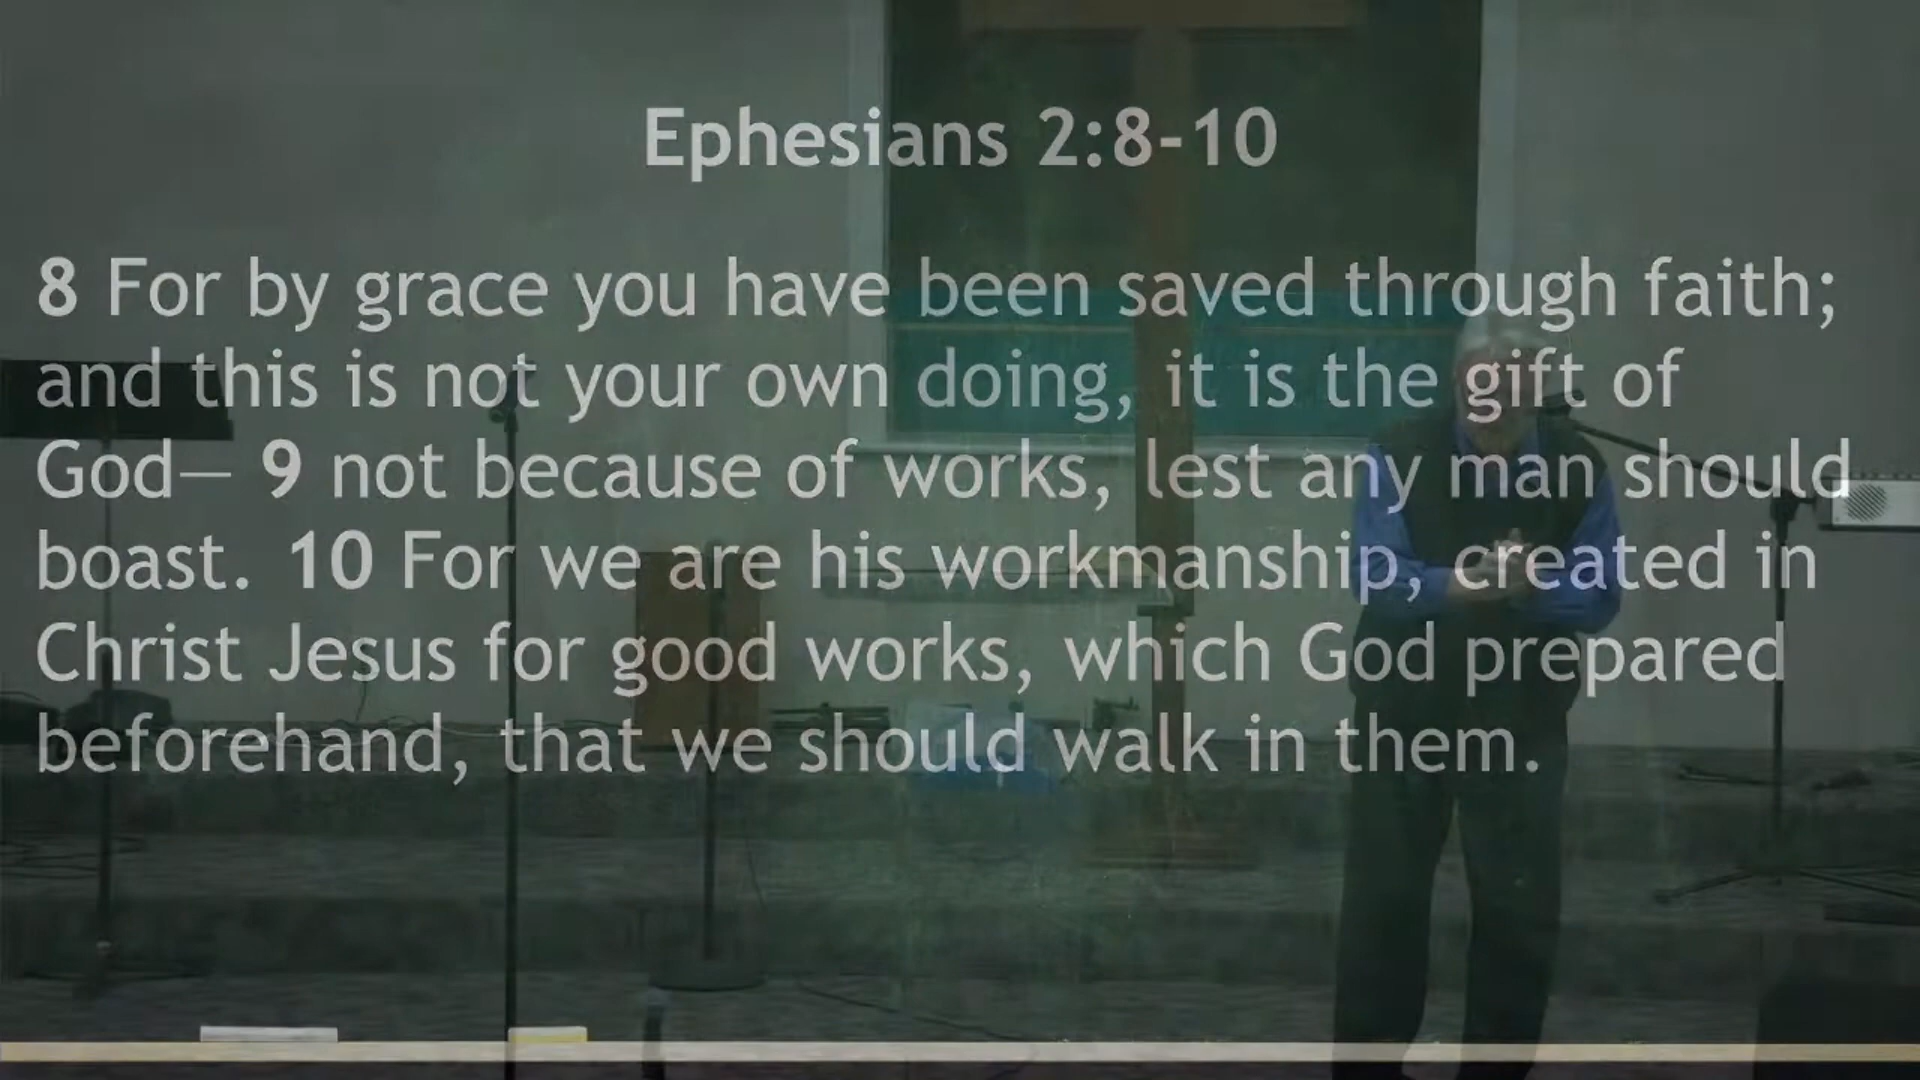 Ephesians 2:8-10
8 For by grace you have been saved through faith;
and this is not your own doing, it is the gift of
God— 9 not because of works, lest any man should
boast. 10 For we are his workmanship, created in
Christ Jesus for good works, which God prepared
beforehand, that we should walk in them.